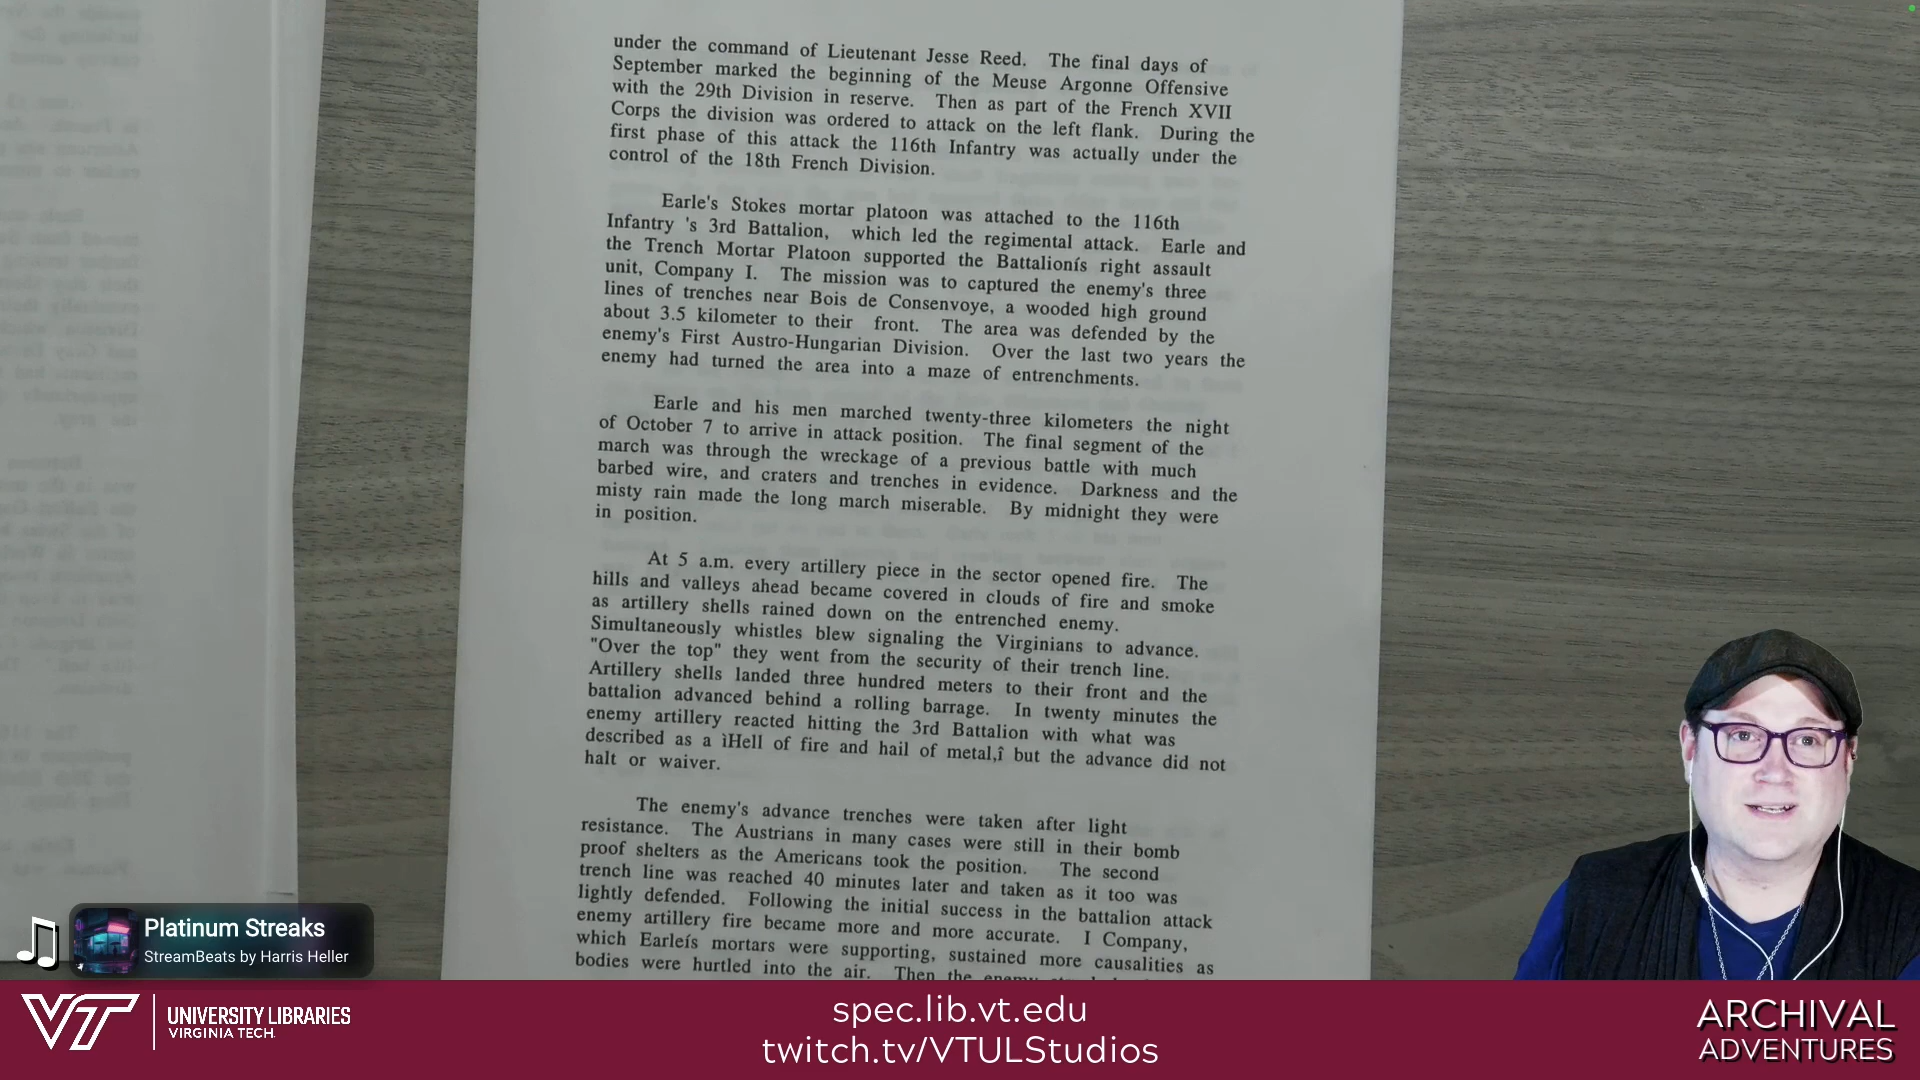 under the command of Lieutenant Jesse Reed. The final days of
September marked the beginning of the Meuse Argonne Offensive
with the 29th Division in reserve. Then as part of the French XVII
Corps the division was ordered to attack on the left flank. During the
first phase of this attack the 116th Infantry was actually under the
control of the 18th French Division.
Earle's Stokes mortar platoon was attached to the 116th
Infantry 's 3rd Battalion, which led the regimental attack. Earle and
the Trench Mortar Platoon supported the Battalionís right assault
unit, Company I. The mission was to captured the enemy's three
lines of trenches near Bois de Consenvoye, a wooded high ground
about 3.5 kilometer to their front. The area was defended by the
enemy's First Austro-Hungarian Division. Over the last two years the
enemy had turned the area into a maze of entrenchments.
Earle and his men marched twenty-three kilometers the night
of October 7 to arrive in attack position. The final segment of the
march was through the wreckage of a previous battle with much
barbed wire, and craters and trenches in evidence. Darkness and the
misty rain made the long march miserable. By midnight they were
in position.
At 5 a.m. every artillery piece in the sector opened fire. The
hills and valleys ahead became covered in clouds of fire and smoke
as artillery shells rained down on the entrenched enemy.
Simultaneously whistles blew signaling the Virginians to advance.
"Over the top" they went from the security of their trench line.
Artillery shells landed three hundred meters to their front and the
battalion advanced behind a rolling barrage. In twenty minutes the
enemy artillery reacted hitting the 3rd Battalion with what was
described as a ìHell of fire and hail of metal,î but the advance did not
halt or waiver.
The enemy's advance trenches were taken after light
resistance. The Austrians in many cases were still in their bomb
proof shelters as the Americans took the position. The second
trench line was reached 40 minutes later and taken as it too was
lightly defended. Following the initial success in the battalion attack
enemy artillery fire became more and more accurate. I Company,
which Earleís mortars were supporting, sustained more causalities as
bodies were hurtled into the air. Then the enemy
Platinum Streaks
StreamBeats by Harris Heller
VT
UNIVERSITY LIBRARIES
VIRGINIA TECH
spec.lib.vt.edu
twitch.tv/VTULStudios
ARCHIVAL
ADVENTURES